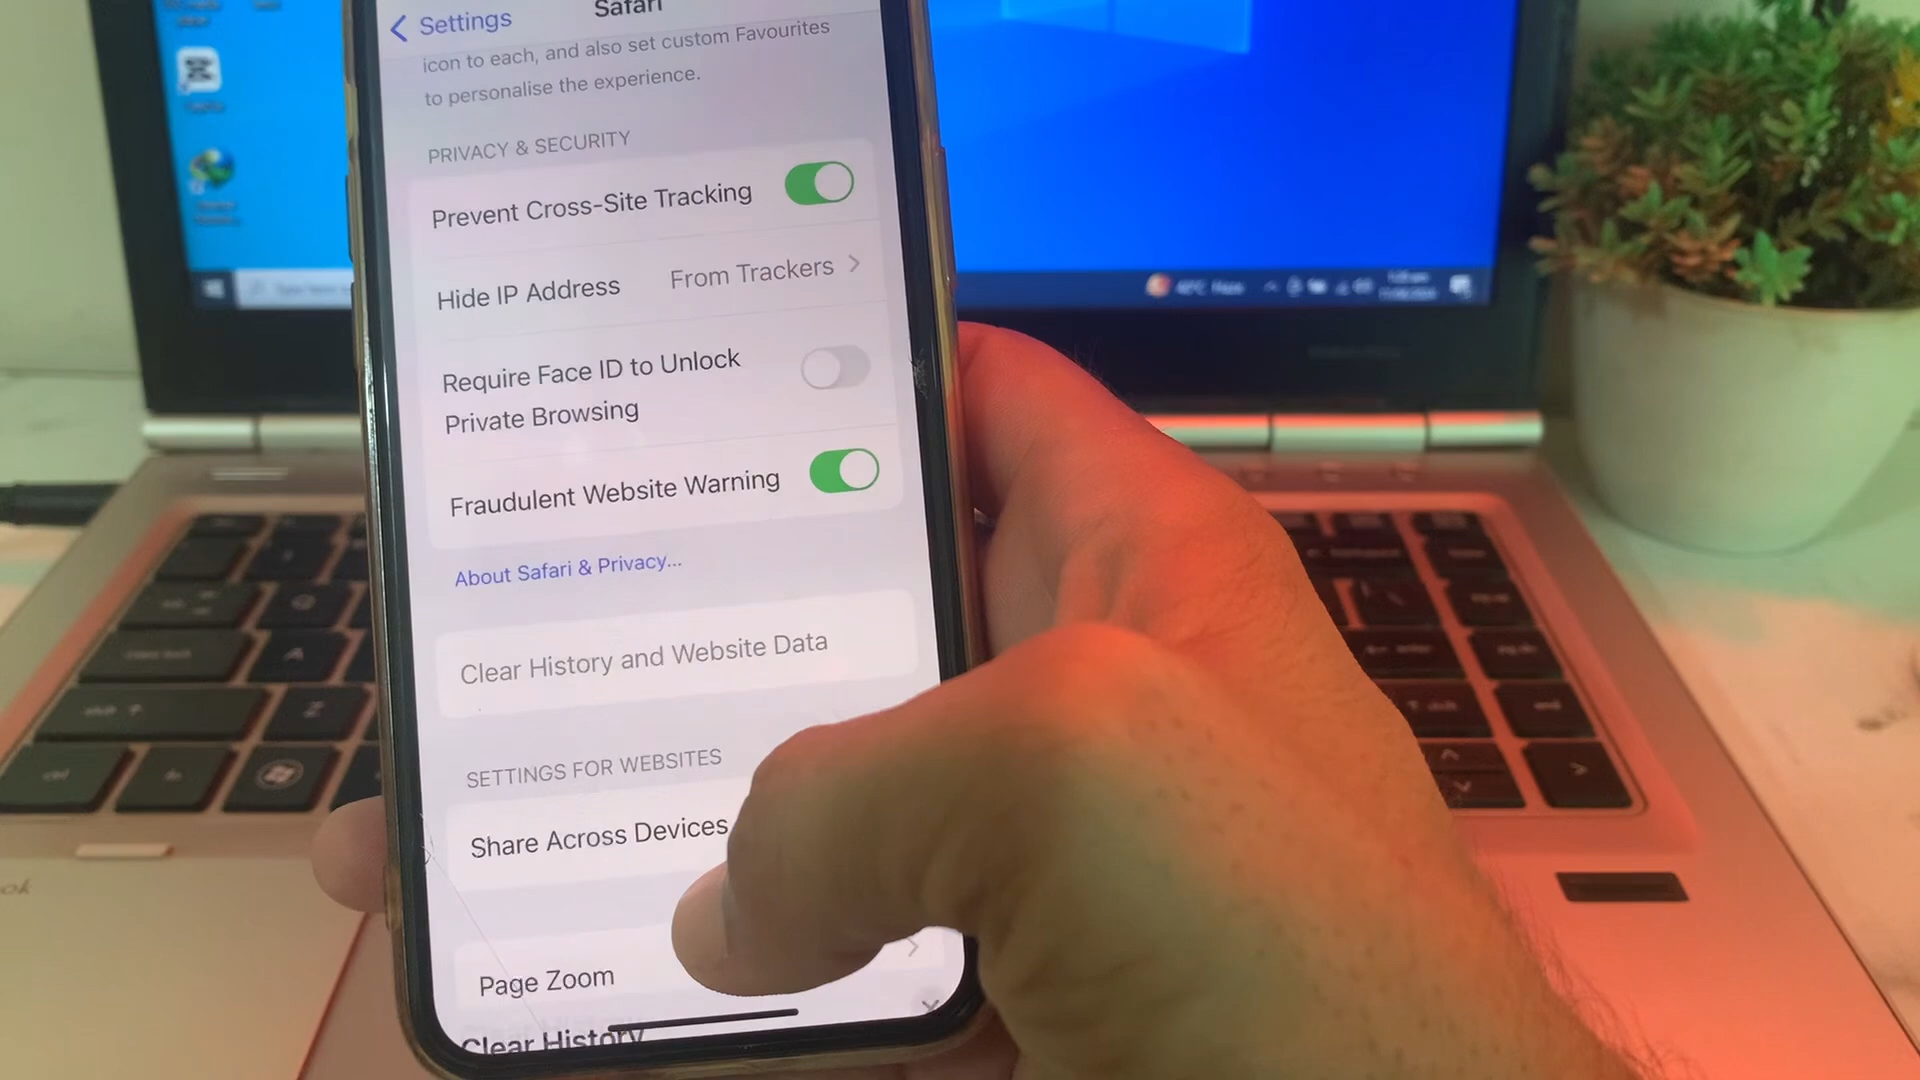 Settings
Safari
icon to each, and also set custom Favourites
to personalise the experience.
PRIVACY & SECURITY
Prevent Cross-Site Tracking
Hide IP Address From Trackers
Require Face ID to Unlock
Private Browsing
Fraudulent Website Warning
About Safari & Privacy...
Clear History and Website Data
SETTINGS FOR WEBSITES
Share Across Devices
Page Zoom
Clear History
A
Z
shift
ctrl